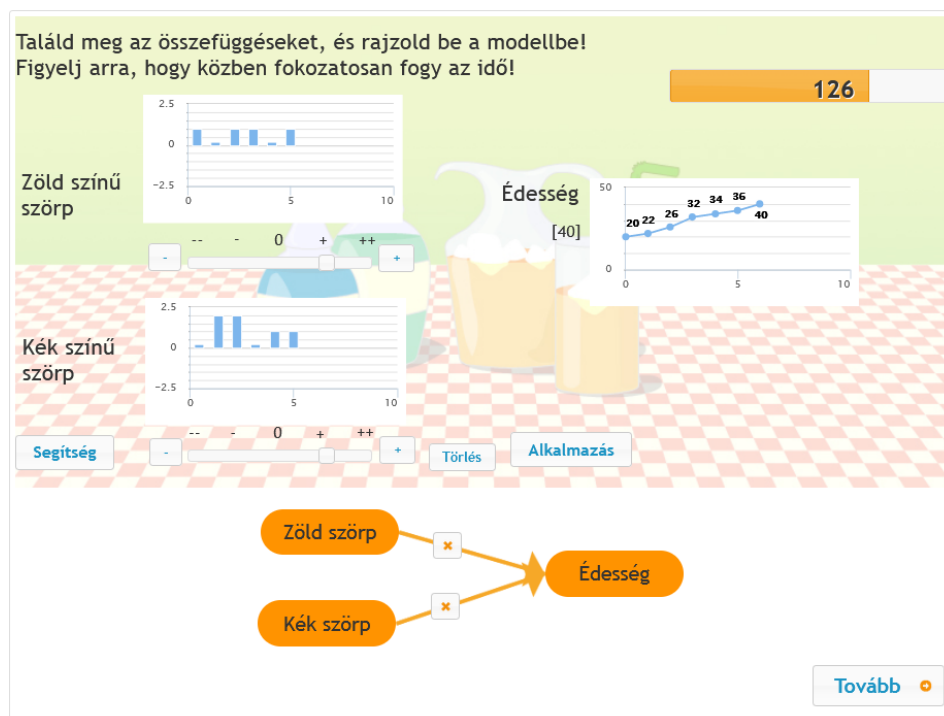 Találd meg az összefüggéseket, és rajzold be a modellbe!
Figyelj arra, hogy közben fokozatosan fogy az idő!
126
2.5
0
−2.5
0 5 10
Zöld színű
szörp
-- - 0 + ++
- +
Édesség
[40]
50
0
20 22 26 32 34 36 40
0 5 10
2.5
0
−2.5
0 5 10
Kék színű
szörp
-- - 0 + ++
- +
Segítség
Törlés
Alkalmazás
Zöld szörp
Kék szörp
Édesség
Tovább